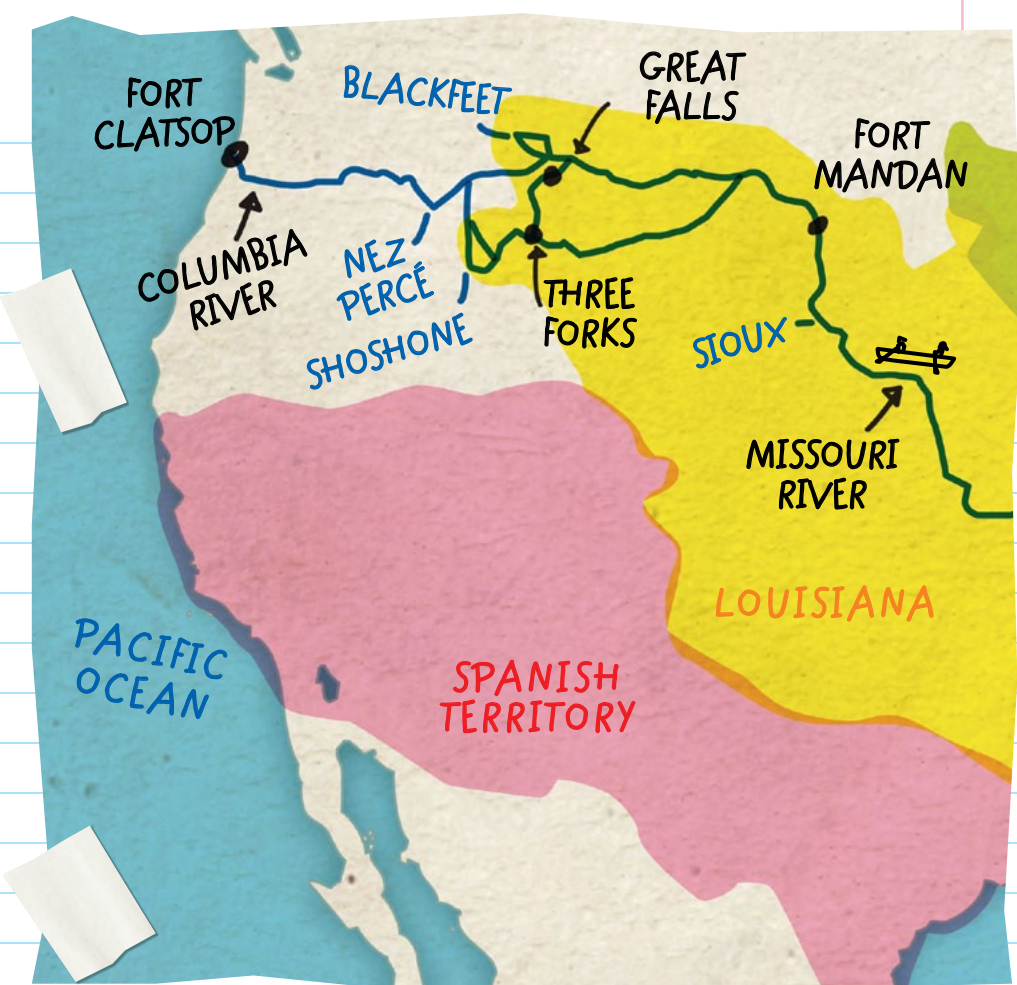 GREAT
FALLS
BLACKFEET
FORT
CLATSOP
FORT
MANDAN
COLUMBIA
RIVER
NEZ
PERCÉ
THREE
FORKS
SHOSHONE
SIOUX
MISSOURI
RIVER
LOUISIANA
PACIFIC
OCEAN
SPANISH
TERRITORY